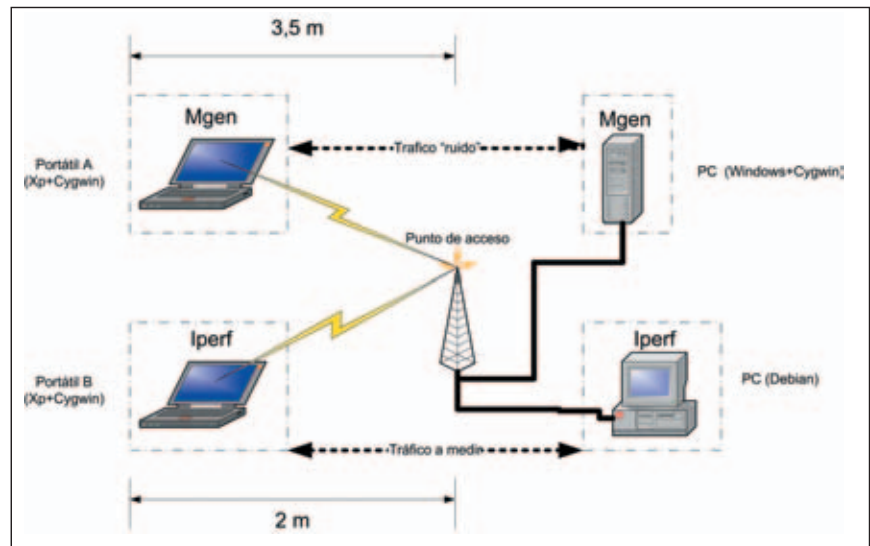 3,5 m
Mgen
Mgen
Trafico "ruido"
Portátil A
(Xp+Cygwin)
PC (Windows+Cygwin)
Punto de acceso
Iperf
Iperf
Portátil B
(Xp+Cygwin)
PC (Debian)
Tráfico a medir
2 m